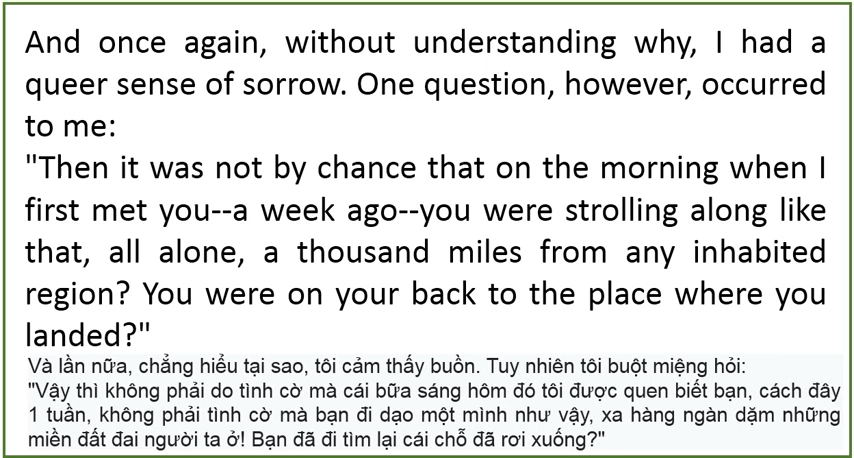 And once again, without understanding why, I had a
queer sense of sorrow. One question, however, occurred
to me:
"Then it was not by chance that on the morning when I
first met you--a week ago--you were strolling along like
that, all alone, a thousand miles from any inhabited
region? You were on your back to the place where you
landed?"
Và lần nữa, chẳng hiểu tại sao, tôi cảm thấy buồn. Tuy nhiên tôi buột miệng hỏi:
"Vậy thì không phải do tình cờ mà cái bữa sáng hôm đó tôi được quen biết bạn, cách đây
1 tuần, không phải tình cờ mà bạn đi dạo một mình như vậy, xa hàng ngàn dặm những
miền đất đai người ta ở! Bạn đã đi tìm lại cái chỗ đã rơi xuống?"